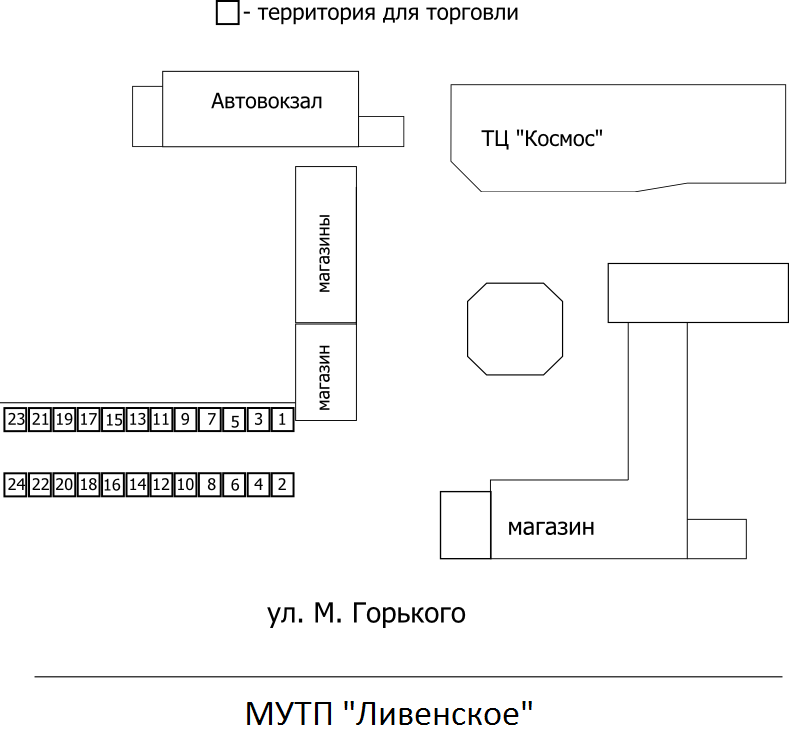 - территория для торговли
Автовокзал
ТЦ "Космос"
магазины
магазин
23 21 19 17 15 13 11 9 7 5 3 1
24 22 20 18 16 14 12 10 8 6 4 2
магазин
ул. М. Горького
МУТП "Ливенское"